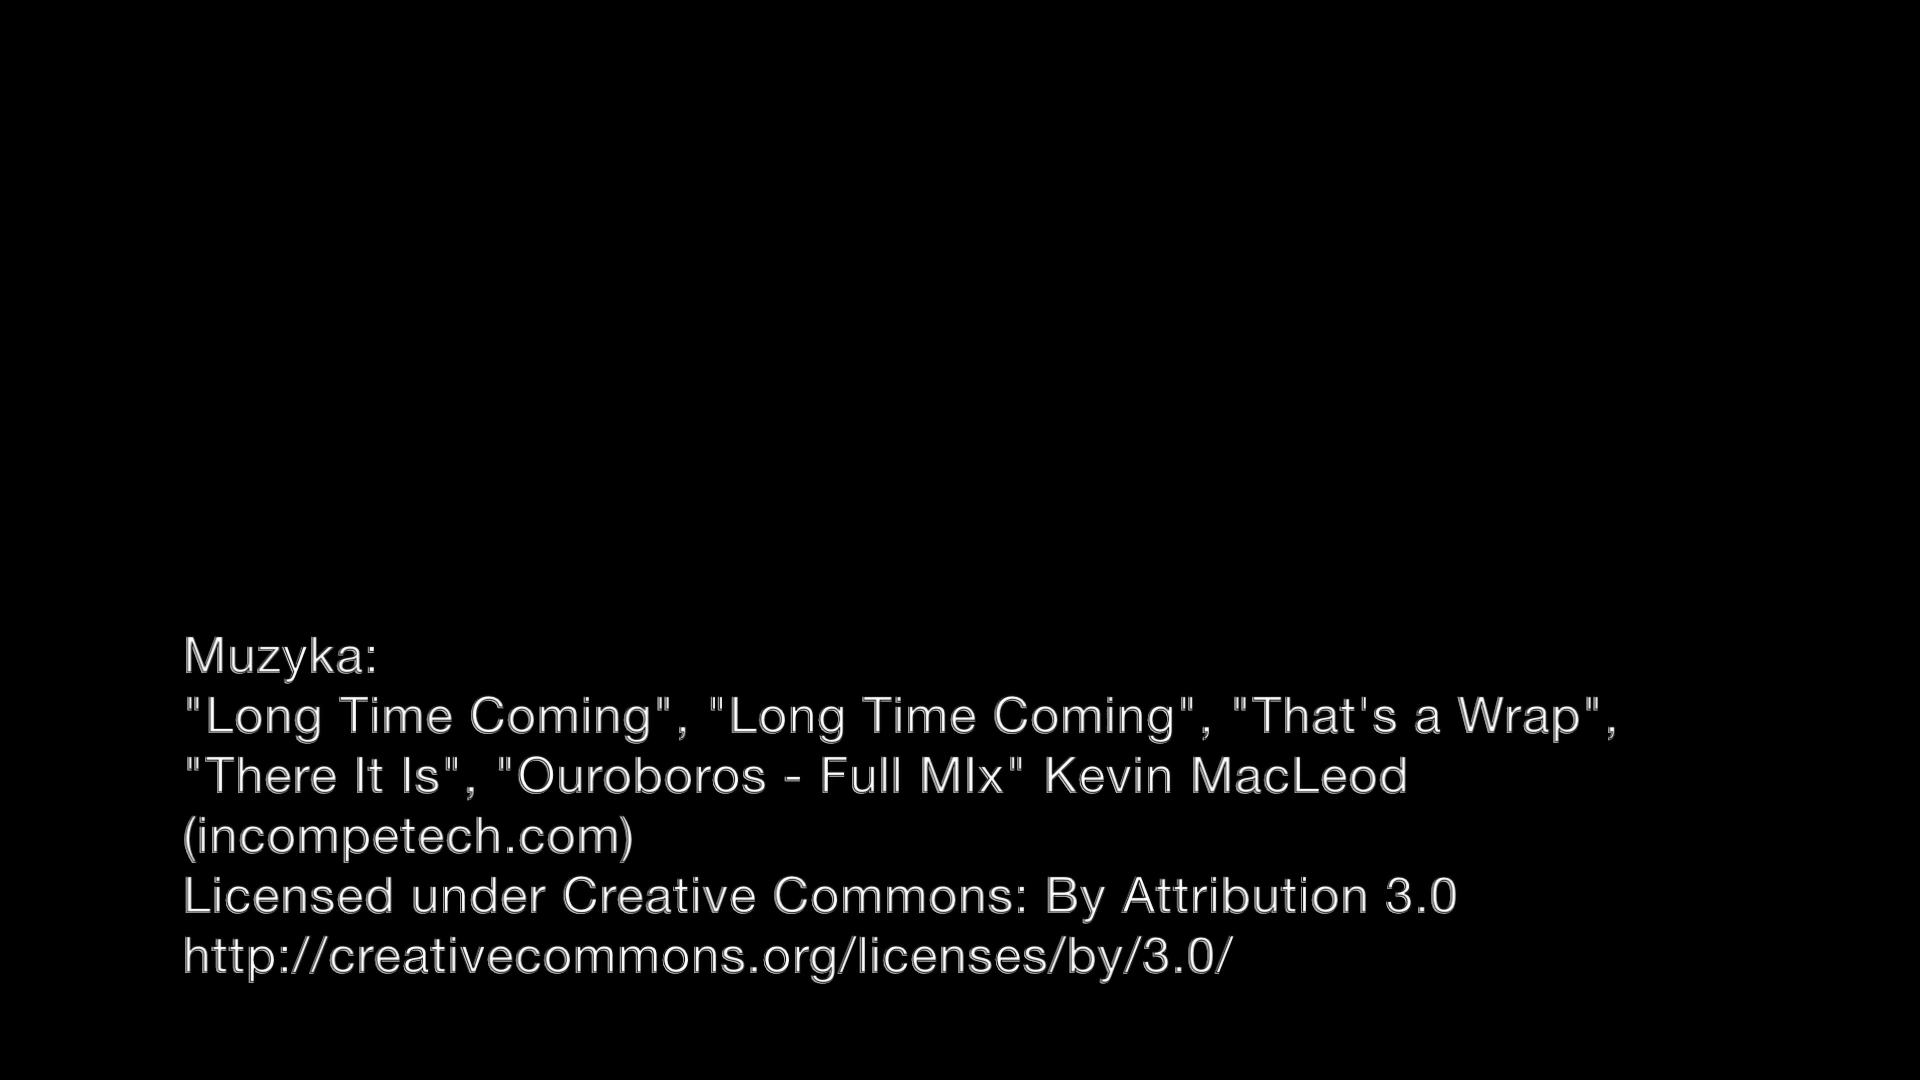 Muzyka:
"Long Time Coming", "Long Time Coming", "That's a Wrap",
"There It Is", "Ouroboros - Full MIx" Kevin MacLeod
(incompetech.com)
Licensed under Creative Commons: By Attribution 3.0
http://creativecommons.org/licenses/by/3.0/